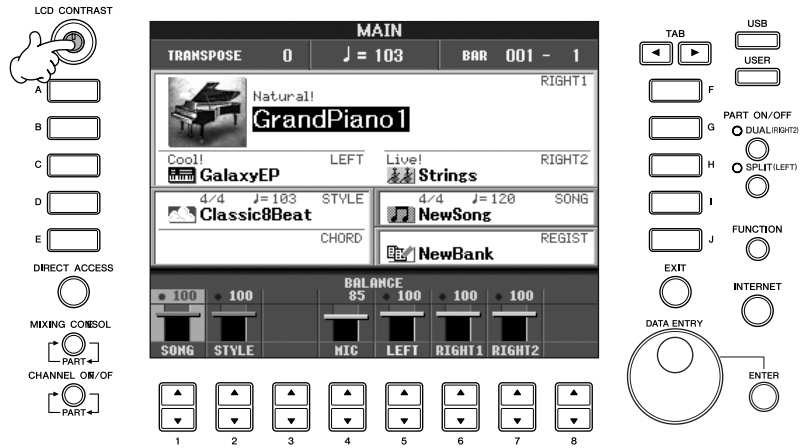 LCD CONTRAST
A
B
C
D
E
DIRECT ACCESS
MIXING CONSOL
PART
CHANNEL ON/OF
PART
MAIN
TRANSPOSE 0 ♩= 103 BAR 001 - 1
RIGHT1
Natural!
GrandPiano1
Cool! LEFT
GalaxyEP
Live! RIGHT2
Strings
4/4 ♩=103 STYLE
Classic8Beat
4/4 ♩=120 SONG
NewSong
CHORD
REGIST
NewBank
BALANCE
100 100 85 100 100 100
SONG STYLE MIC LEFT RIGHT1 RIGHT2
1 2 3 4 5 6 7 8
TAB
F
G
H
I
J
EXIT
DATA ENTRY
USB
USER
PART ON/OFF
DUAL(RIGHT2)
SPLIT(LEFT)
FUNCTION
INTERNET
ENTER